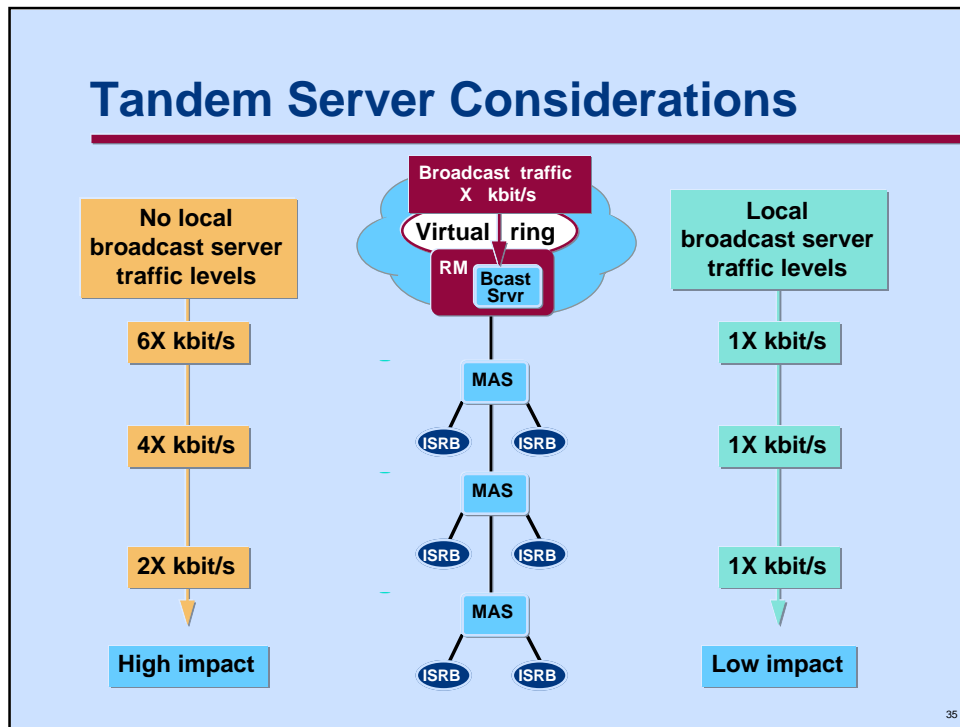 Tandem Server Considerations
No local
broadcast server
traffic levels
6X kbit/s
4X kbit/s
2X kbit/s
High impact
Broadcast traffic
X kbit/s
Virtual ring
RM
Bcast
Srvr
MAS
ISRB ISRB
MAS
ISRB ISRB
MAS
ISRB ISRB
Local
broadcast server
traffic levels
1X kbit/s
1X kbit/s
1X kbit/s
Low impact
35